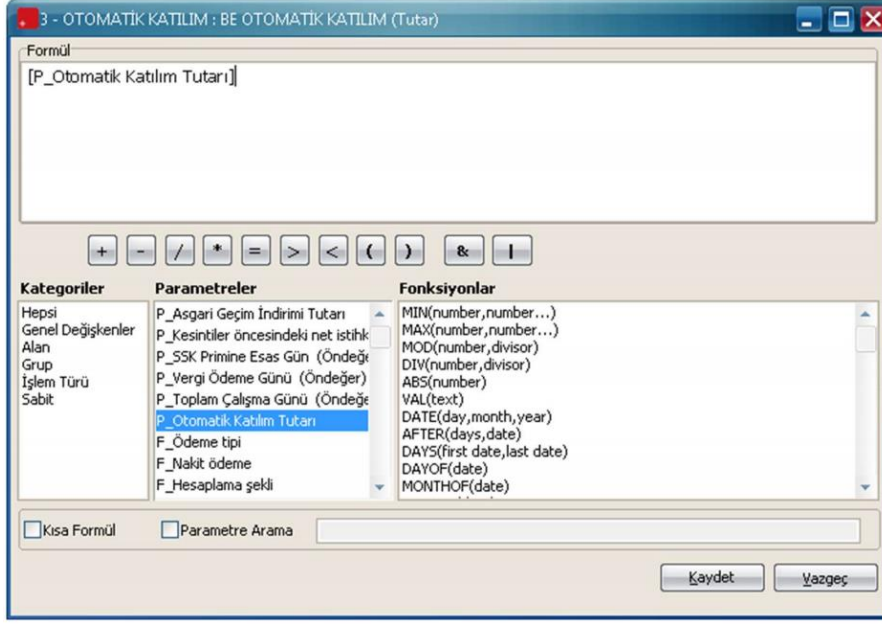 3 - OTOMATİK KATILIM : BE OTOMATİK KATILIM (Tutar)
Formül
[P_Otomatik Katılım Tutarı]
+ - / * = > < ( ) & |
Kategoriler
Hepsi
Genel Değişkenler
Alan
Grup
İşlem Türü
Sabit
Parametreler
P_Asgari Geçim İndirimi Tutarı
P_Kesintiler öncesindeki net istihk
P_SSK Primine Esas Gün (Öndeğe
P_Vergi Ödeme Günü (Öndeğer)
P_Toplam Çalışma Günü (Öndeğe
P_Otomatik Katılım Tutarı
F_Ödeme tipi
F_Nakit ödeme
F_Hesaplama şekli
Fonksiyonlar
MIN(number,number...)
MAX(number,number...)
MOD(number,divisor)
DIV(number,divisor)
ABS(number)
VAL(text)
DATE(day,month,year)
AFTER(days,date)
DAYS(first date,last date)
DAYOF(date)
MONTHOF(date)
Kısa Formül
Parametre Arama
Kaydet
Vazgeç